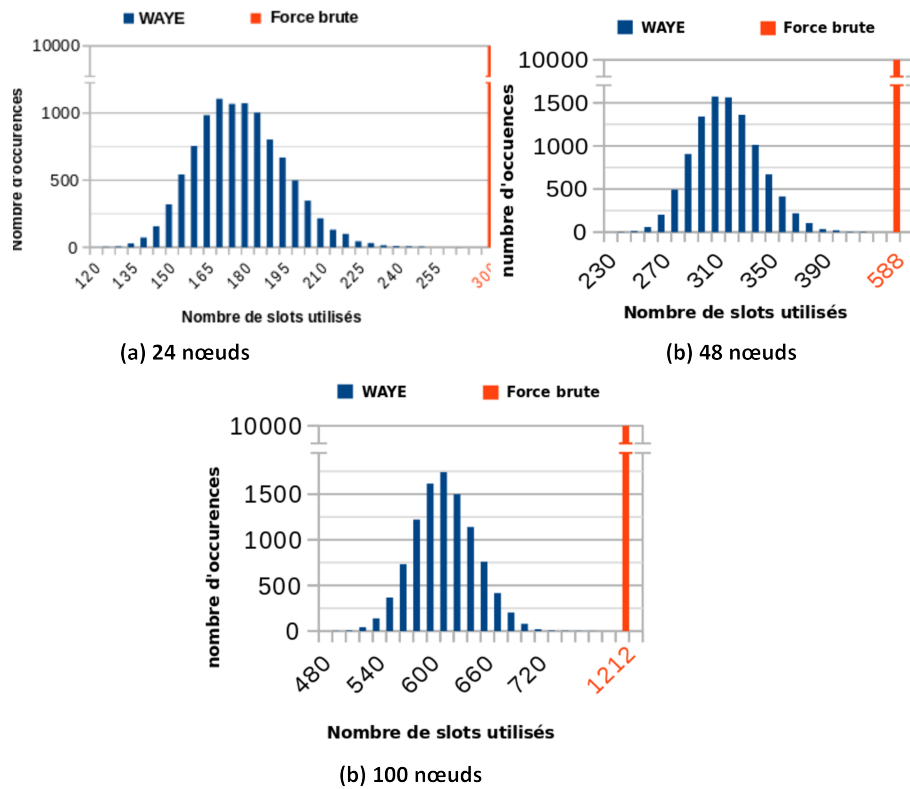 WAYE Force brute
10000
1000
500
0
Nombre d'occurences
120 135 150 165 180 195 210 225 240 255
Nombre de slots utilisés
(a) 24 nœuds
WAYE Force brute
10000
1500
1000
500
0
numbre d'occuences
230 270 310 350 390 588
Nombre de slots utilisés
(b) 48 nœuds
WAYE Force brute
10000
1500
1000
500
0
nombre d'occurences
480 540 600 660 720 1212
Nombre de slots utilisés
(b) 100 nœuds